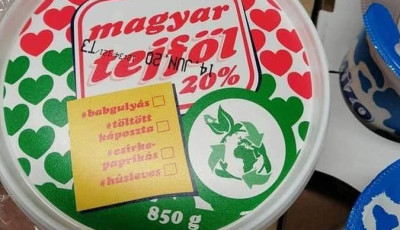 magyar
tejföl
14 JUN. 20
20%
#babgulyás
#töltött
káposzta
#csirke-
paprikás
#húsleves
850 g